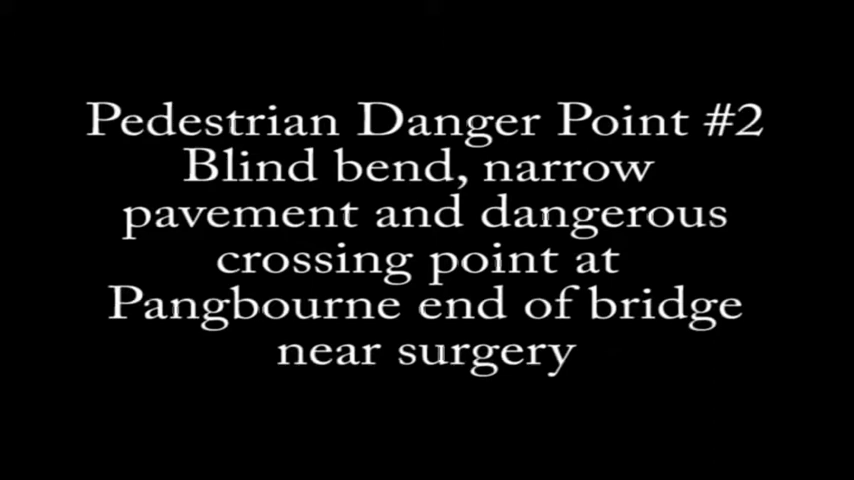 Pedestrian Danger Point #2
Blind bend, narrow
pavement and dangerous
crossing point at
Pangbourne end of bridge
near surgery